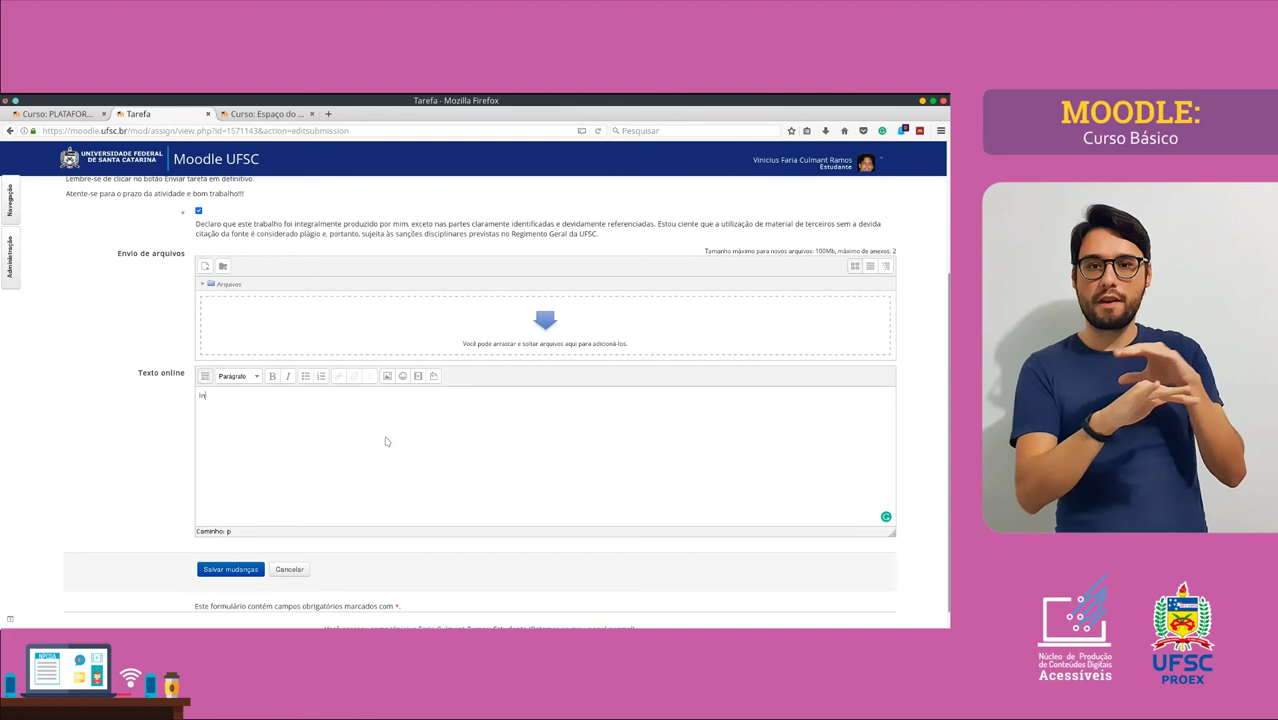 Tarefa - Mozilla Firefox
Curso: PLATAFOR...
Tarefa
Curso: Espaço do ...
https://moodle.ufsc.br/mod/assign/view.php?id=1571143&action=editsubmission
Pesquisar
UNIVERSIDADE FEDERAL
DE SANTA CATARINA
Moodle UFSC
Vinicius Faria Culmant Ramos
Estudante
Navegação
Administração
Lembre-se de clicar no botão Enviar tarefa em definitivo.
Atente-se para o prazo da atividade e bom trabalho!!!
*
Declaro que este trabalho foi integralmente produzido por mim, exceto nas partes claramente identificadas e devidamente referenciadas. Estou ciente que a utilização de material de terceiros sem a devida
citação da fonte é considerado plágio e, portanto, sujeita às sanções disciplinares previstas no Regimento Geral da UFSC.
Envio de arquivos
Tamanho máximo para novos arquivos: 100Mb, máximo de anexos: 2
Arquivos
Você pode arrastar e soltar arquivos aqui para adicioná-los.
Texto online
Parágrafo
B
I
In
Caminho: p
Salvar mudanças
Cancelar
Este formulário contém campos obrigatórios marcados com *.
MOODLE:
Curso Básico
NPCDA
Núcleo de Produção
de Conteúdos Digitais
Acessíveis
UFSC
PROEX